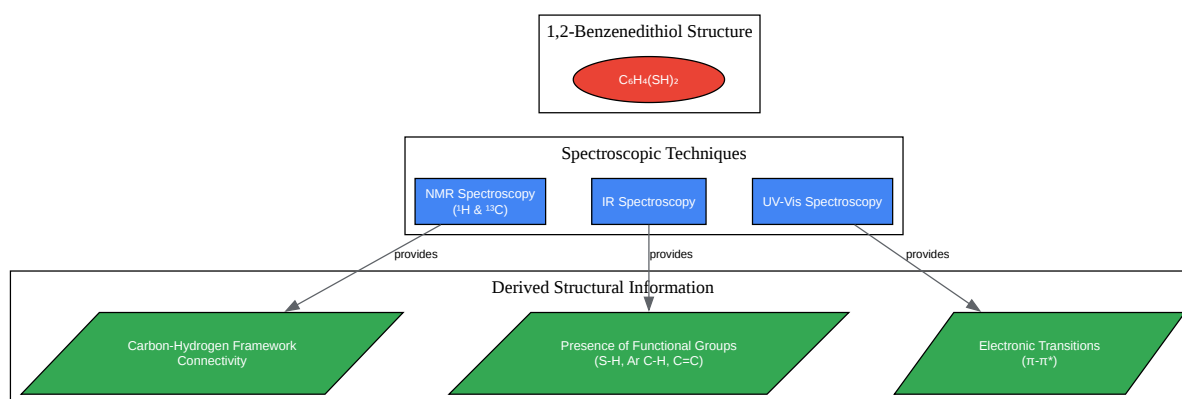 1,2-Benzenedithiol Structure
C₆H₄(SH)₂
Spectroscopic Techniques
NMR Spectroscopy
(¹H & ¹³C)
IR Spectroscopy
UV-Vis Spectroscopy
provides
provides
provides
Derived Structural Information
Carbon-Hydrogen Framework
Connectivity
Presence of Functional Groups
(S-H, Ar C-H, C=C)
Electronic Transitions
(π-π*)